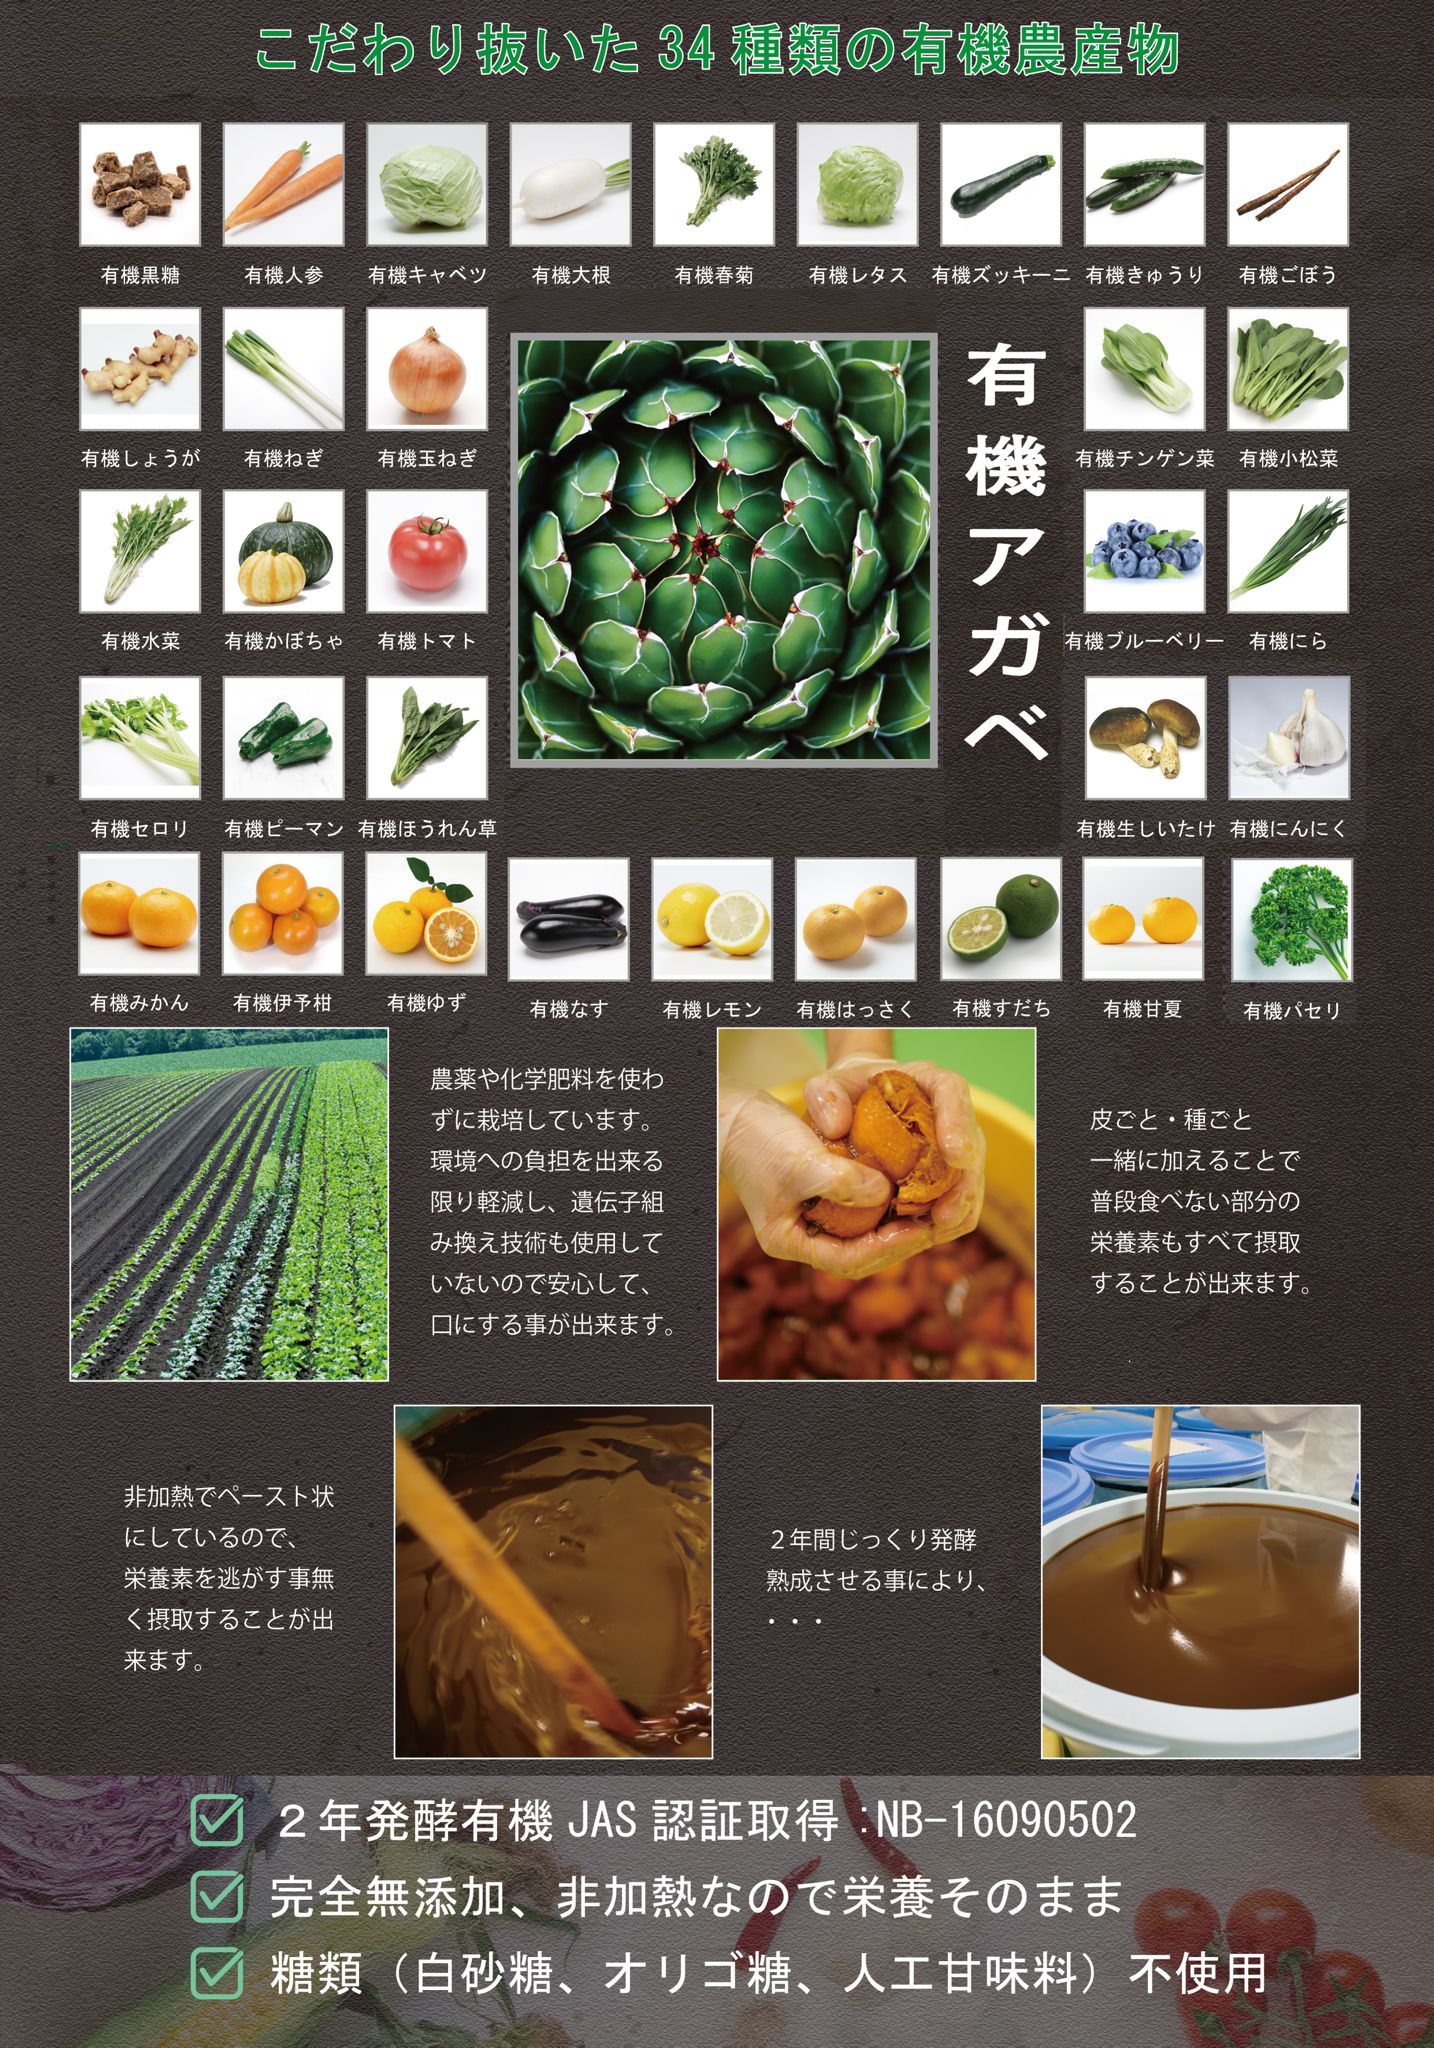 こだわり抜いた34種類の有機農産物
有機黒糖
有機人参
有機キャベツ
有機大根
有機春菊
有機レタス
有機ズッキーニ
有機きゅうり
有機ごぼう
有機しょうが
有機ねぎ
有機玉ねぎ
有機アガベ
有機チンゲン菜
有機小松菜
有機水菜
有機かぼちゃ
有機トマト
有機ブルーベリー
有機にら
有機セロリ
有機ピーマン
有機ほうれん草
有機生しいたけ
有機にんにく
有機みかん
有機伊予柑
有機ゆず
有機なす
有機レモン
有機はっさく
有機すだち
有機甘夏
有機パセリ
農薬や化学肥料を使わ
ずに栽培しています。
環境への負担を出来る
限り軽減し、遺伝子組
み換え技術も使用して
いないので安心して、
口にする事が出来ます。
皮ごと・種ごと
一緒に加えることで
普段食べない部分の
栄養素もすべて摂取
することが出来ます。
非加熱でペースト状
にしているので、
栄養素を逃がす事無
く摂取することが出
来ます。
２年間じっくり発酵
熟成させる事により、
・・・
２年発酵有機JAS認証取得:NB-16090502
完全無添加、非加熱なので栄養そのまま
糖類（白砂糖、オリゴ糖、人工甘味料）不使用